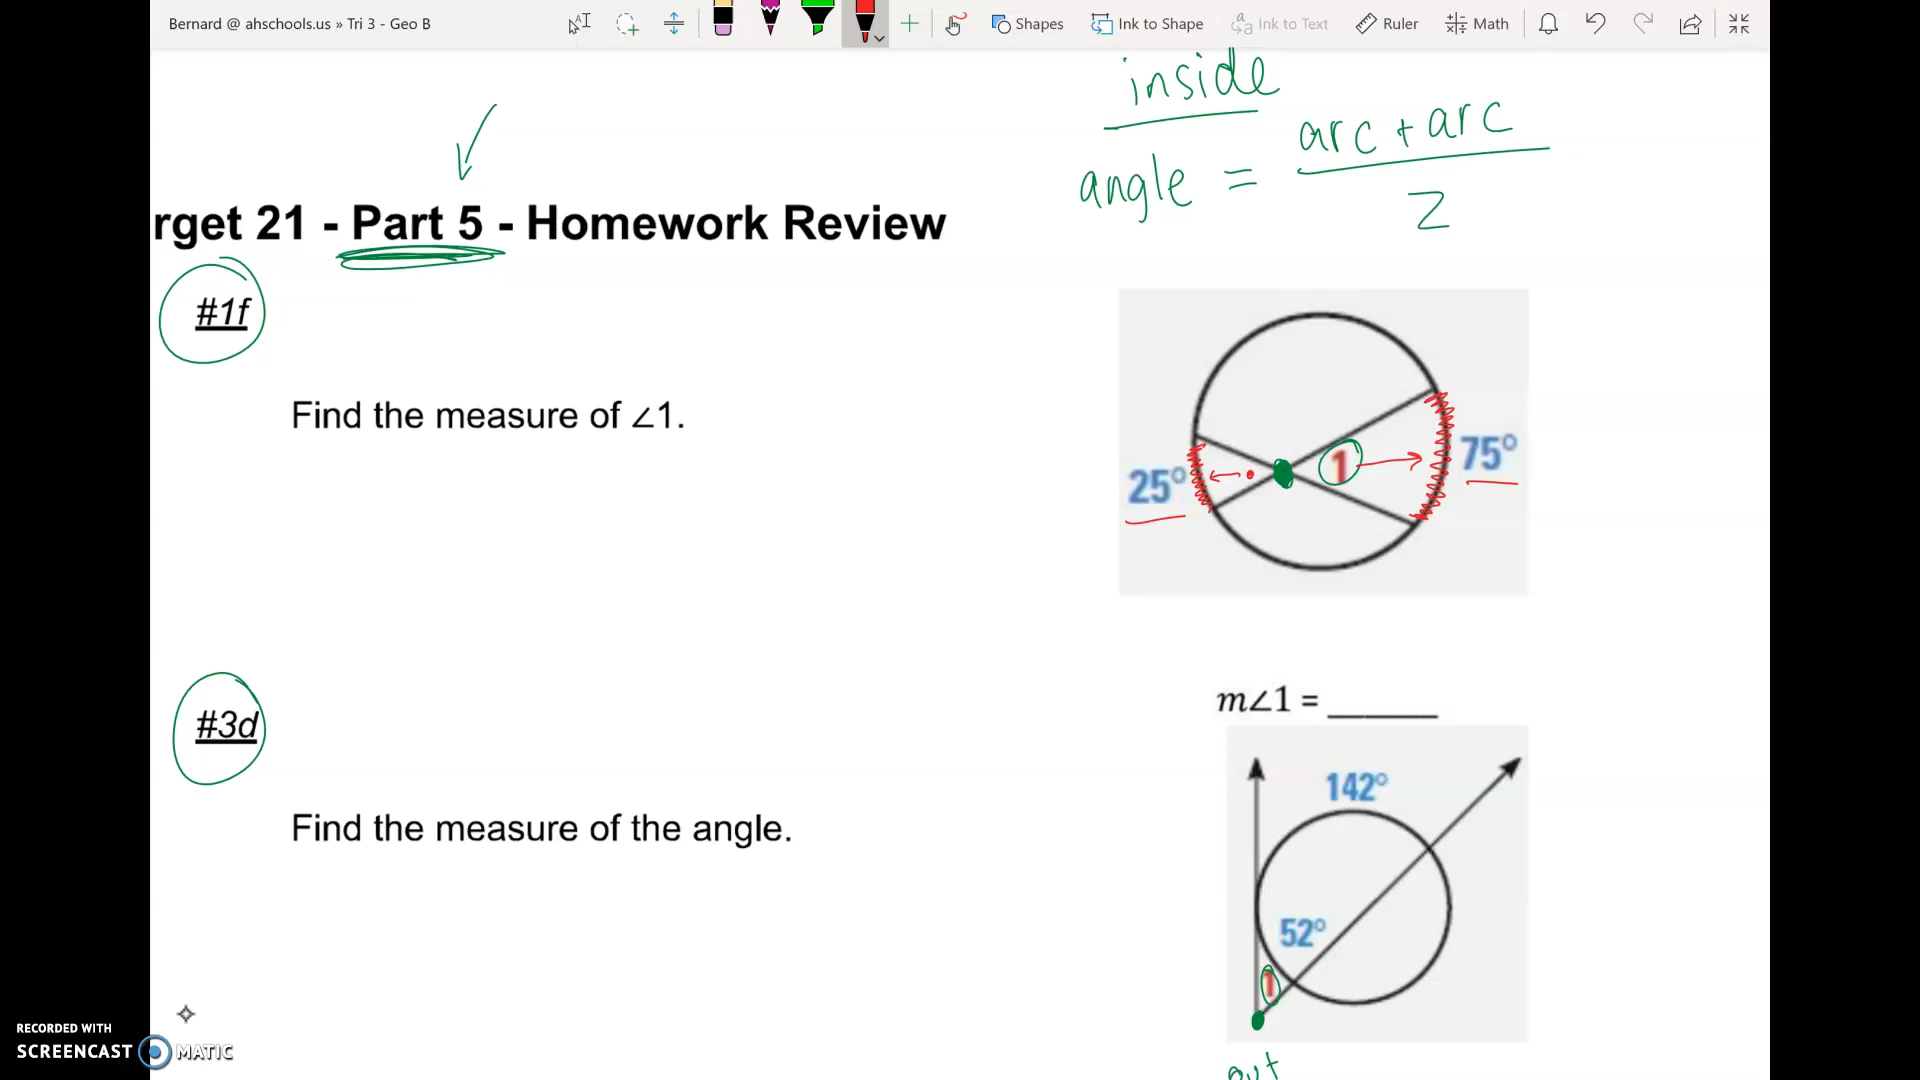 Bernard @ ahschools.us » Tri 3 - Geo B
Shapes
Ink to Shape
Ink to Text
Ruler
Math
inside
angle = arc + arc
2
rget 21 - Part 5 - Homework Review
#1f
Find the measure of ∠1.
25°
1
75°
#3d
m∠1 = ______
Find the measure of the angle.
142°
52°
1
out
RECORDED WITH
SCREENCAST MATIC